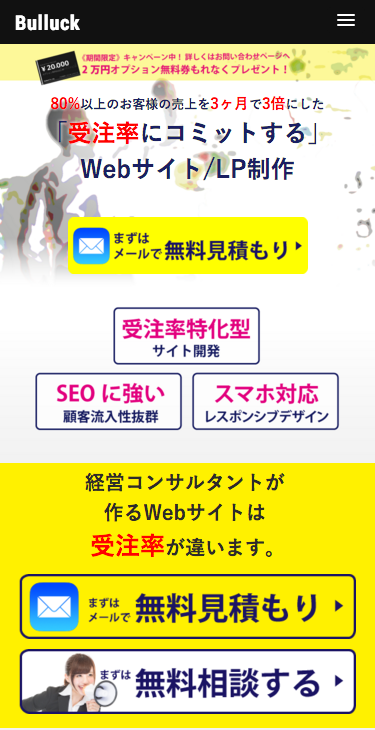 Bulluck
《期間限定》キャンペーン中！ 詳しくはお問い合わせページへ
¥ 20.000
2 万円オプション無料券もれなくプレゼント！
80%以上のお客様の売上を3ヶ月で3倍にした
「受注率にコミットする」
Webサイト/LP制作
まずは
メールで 無料見積もり
受注率特化型
サイト開発
SEO に強い
顧客流入性抜群
スマホ対応
レスポンシブデザイン
経営コンサルタントが
作るWebサイトは
受注率が違います。
まずは
メールで 無料見積もり
まずは 無料相談する